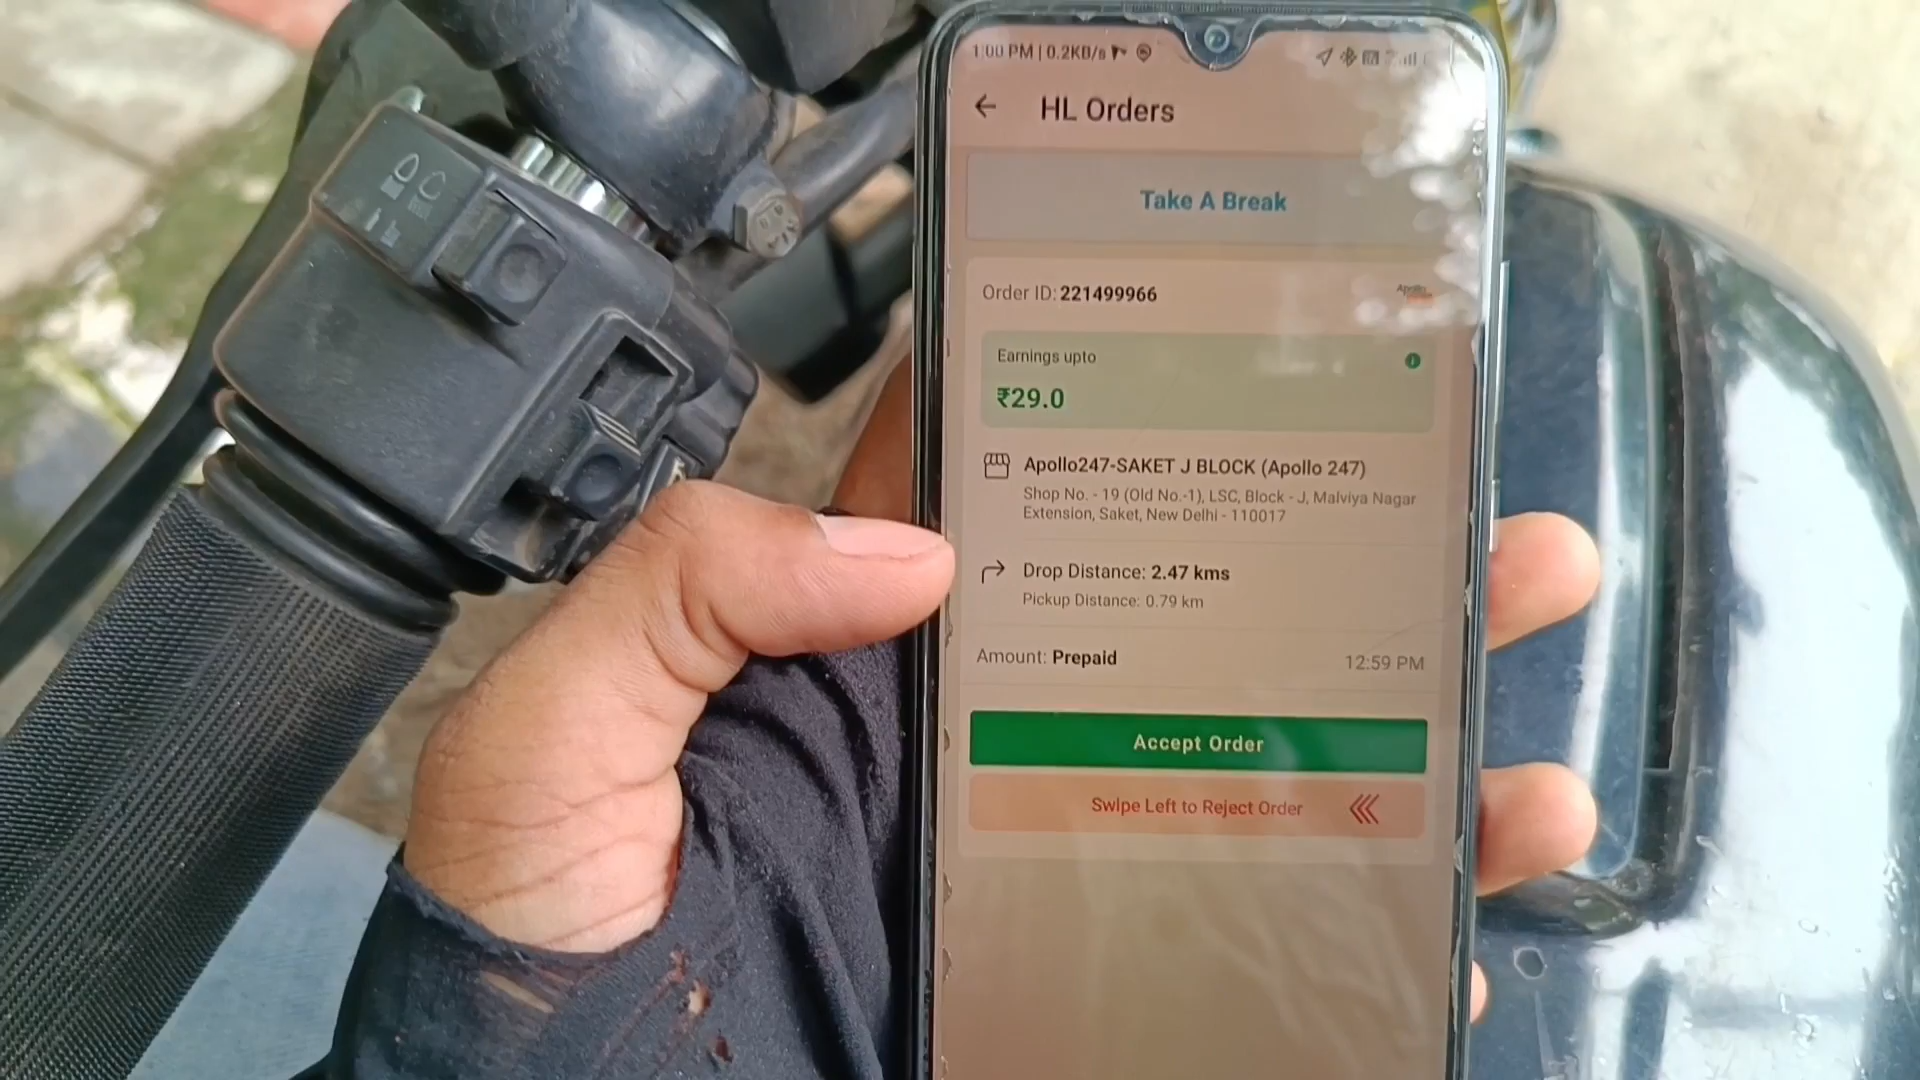 1:00 PM | 0.2KB/s
HL Orders
Take A Break
Order ID: 221499966
Apollo
Earnings upto
₹29.0
Apollo247-SAKET J BLOCK (Apollo 247)
Shop No. - 19 (Old No.-1), LSC, Block - J, Malviya Nagar
Extension, Saket, New Delhi - 110017
Drop Distance: 2.47 kms
Pickup Distance: 0.79 km
Amount: Prepaid
12:59 PM
Accept Order
Swipe Left to Reject Order